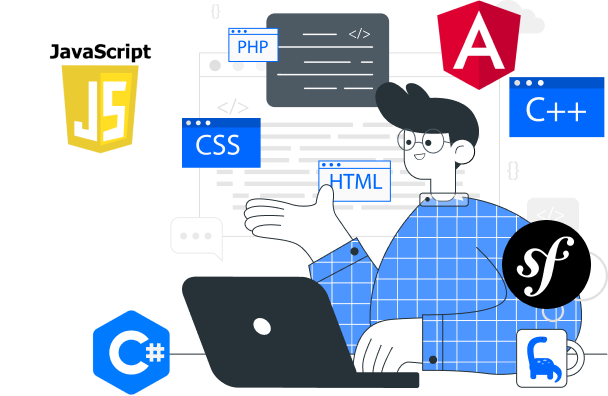 JavaScript
JS
PHP
</>
A
C++
</>
CSS
HTML
{}
{}
</>
sf
C#